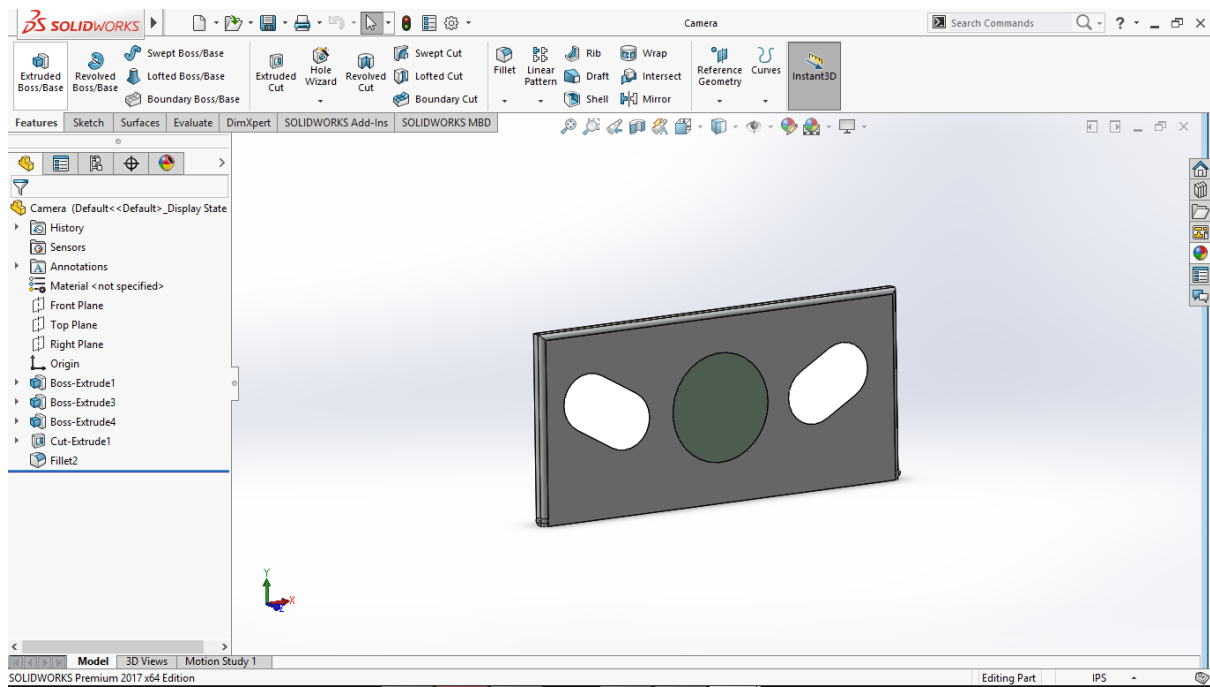 SOLIDWORKS
Camera
Search Commands
?
Extruded Boss/Base
Revolved Boss/Base
Swept Boss/Base
Lofted Boss/Base
Boundary Boss/Base
Extruded Cut
Hole Wizard
Revolved Cut
Swept Cut
Lofted Cut
Boundary Cut
Fillet
Linear Pattern
Rib
Draft
Shell
Wrap
Intersect
Mirror
Reference Geometry
Curves
Instant3D
Features Sketch Surfaces Evaluate DimXpert SOLIDWORKS Add-Ins SOLIDWORKS MBD
Camera (Default<<Default>_Display State
History
Sensors
Annotations
Material <not specified>
Front Plane
Top Plane
Right Plane
Origin
Boss-Extrude1
Boss-Extrude3
Boss-Extrude4
Cut-Extrude1
Fillet2
Y
X
Z
Model 3D Views Motion Study 1
SOLIDWORKS Premium 2017 x64 Edition
Editing Part
IPS